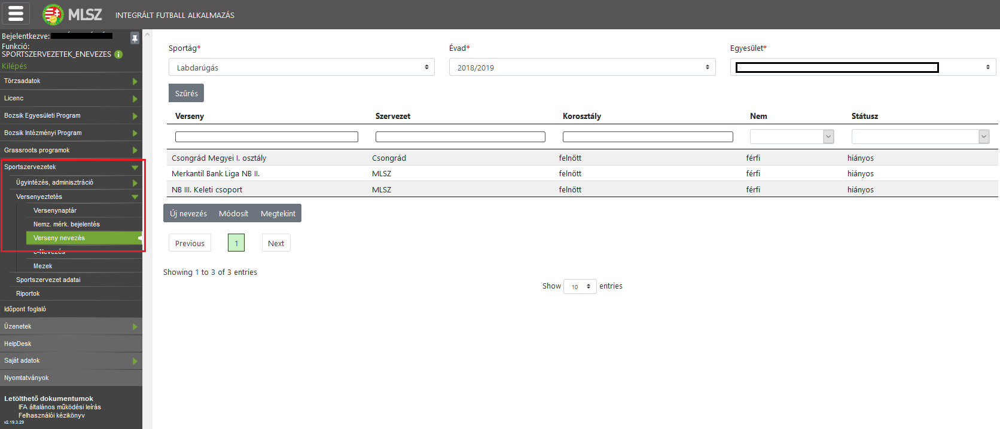 MLSZ
INTEGRÁLT FUTBALL ALKALMAZÁS
Bejelentkezve:
Funkció:
SPORTSZERVEZETEK_ENEVEZES
Kilépés
Törzsadatok
Licenc
Bozsik Egyesületi Program
Bozsik Intézményi Program
Grassroots programok
Sportszervezetek
Ügyintézés, adminisztráció
Versenyeztetés
Versenynaptár
Nemz. mérk. bejelentés
Verseny nevezés
e-Nevezés
Mezek
Sportszervezet adatai
Riportok
Időpont foglaló
Üzenetek
HelpDesk
Saját adatok
Nyomtatványok
Letölthető dokumentumok
IFA általános működési leírás
Felhasználói kézikönyv
v2.19.3.29
Sportág* Évad* Egyesület*
Labdarúgás 2018/2019
Szűrés
Verseny Szervezet Korosztály Nem Státusz
Csongrád Megyei I. osztály Csongrád felnőtt férfi hiányos
Merkantil Bank Liga NB II. MLSZ felnőtt férfi hiányos
NB III. Keleti csoport MLSZ felnőtt férfi hiányos
Új nevezés Módosít Megtekint
Previous 1 Next
Showing 1 to 3 of 3 entries
Show 10 entries